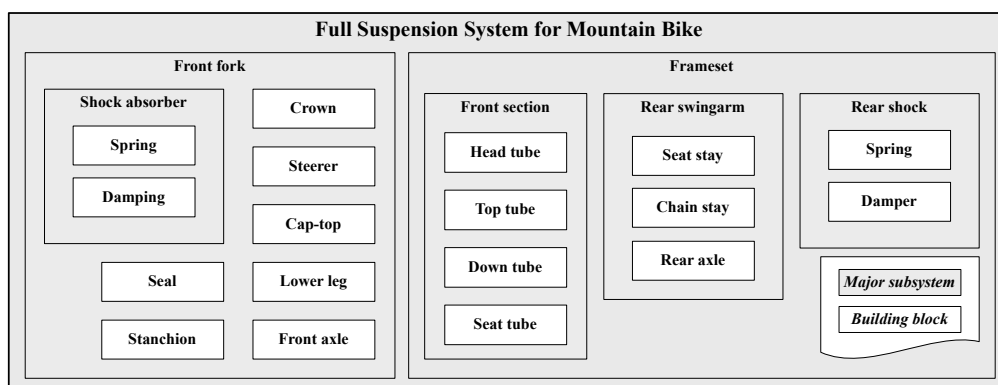 Full Suspension System for Mountain Bike
Front fork
Shock absorber
Spring
Damping
Crown
Steerer
Cap-top
Seal
Lower leg
Stanchion
Front axle
Frameset
Front section
Head tube
Top tube
Down tube
Seat tube
Rear swingarm
Seat stay
Chain stay
Rear axle
Rear shock
Spring
Damper
Major subsystem
Building block